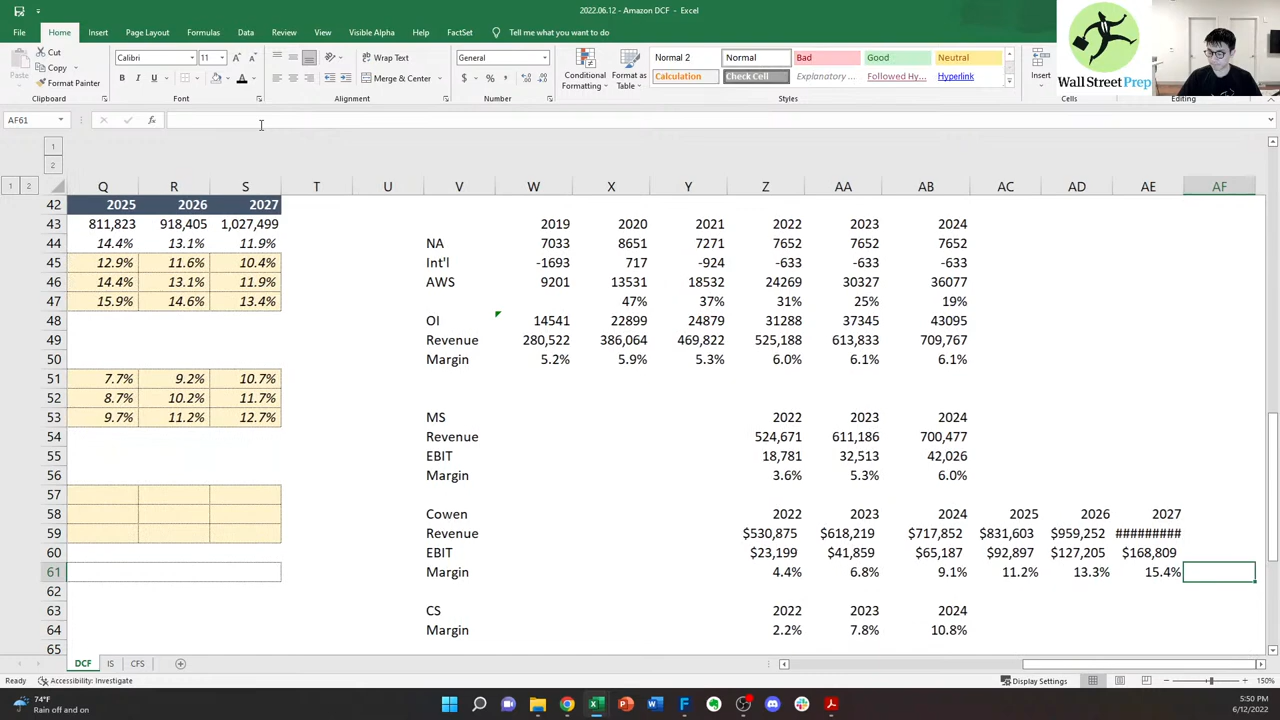 2022.06.12 - Amazon DCF - Excel
File Home Insert Page Layout Formulas Data Review View Visible Alpha Help FactSet Tell me what you want to do
Cut
Copy
Format Painter
Paste
Clipboard
Calibri 11
B I U
Font
Wrap Text
Merge & Center
Alignment
General
Number
Conditional Formatting
Format as Table
Normal 2 Normal Bad Good Neutral
Calculation Check Cell Explanatory ... Followed Hy... Hyperlink
Styles
Insert
Cells
Editing
Wall Street Prep
AF61
1
2
1 2
Q R S T U V W X Y Z AA AB AC AD AE AF
42 2025 2026 2027
43 811,823 918,405 1,027,499 2019 2020 2021 2022 2023 2024
44 14.4% 13.1% 11.9% NA 7033 8651 7271 7652 7652 7652
45 12.9% 11.6% 10.4% Int'l -1693 717 -924 -633 -633 -633
46 14.4% 13.1% 11.9% AWS 9201 13531 18532 24269 30327 36077
47 15.9% 14.6% 13.4% 47% 37% 31% 25% 19%
48 OI 14541 22899 24879 31288 37345 43095
49 Revenue 280,522 386,064 469,822 525,188 613,833 709,767
50 Margin 5.2% 5.9% 5.3% 6.0% 6.1% 6.1%
51 7.7% 9.2% 10.7%
52 8.7% 10.2% 11.7%
53 9.7% 11.2% 12.7% MS 2022 2023 2024
54 Revenue 524,671 611,186 700,477
55 EBIT 18,781 32,513 42,026
56 Margin 3.6% 5.3% 6.0%
57
58 Cowen 2022 2023 2024 2025 2026 2027
59 Revenue $530,875 $618,219 $717,852 $831,603 $959,252 #########
60 EBIT $23,199 $41,859 $65,187 $92,897 $127,205 $168,809
61 Margin 4.4% 6.8% 9.1% 11.2% 13.3% 15.4%
62
63 CS 2022 2023 2024
64 Margin 2.2% 7.8% 10.8%
65
DCF IS CFS
Ready Accessibility: Investigate Display Settings 150%
74°F
Rain off and on
5:50 PM
6/12/2022